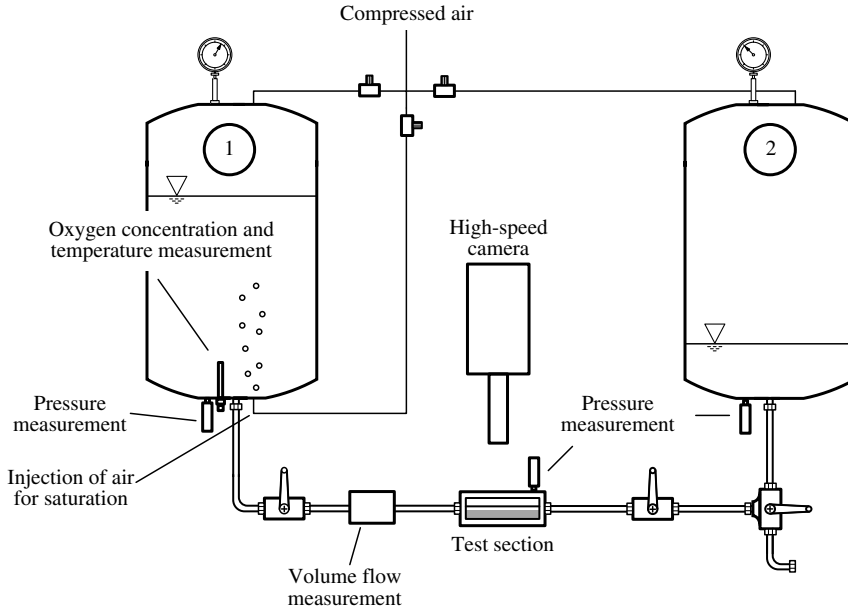 Compressed air
1
2
Oxygen concentration and
temperature measurement
High-speed
camera
Pressure
measurement
Pressure
measurement
Injection of air
for saturation
Test section
Volume flow
measurement